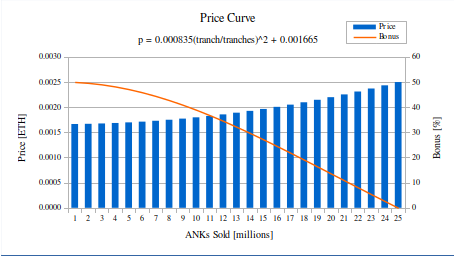 Price Curve
p = 0.000835(tranch/tranches)^2 + 0.001665
Price
Bonus
0.0030
0.0025
0.0020
0.0015
0.0010
0.0005
0.0000
Price [ETH]
60
50
40
30
20
10
0
Bonus [%]
1 2 3 4 5 6 7 8 9 10 11 12 13 14 15 16 17 18 19 20 21 22 23 24 25
ANKs Sold [millions]